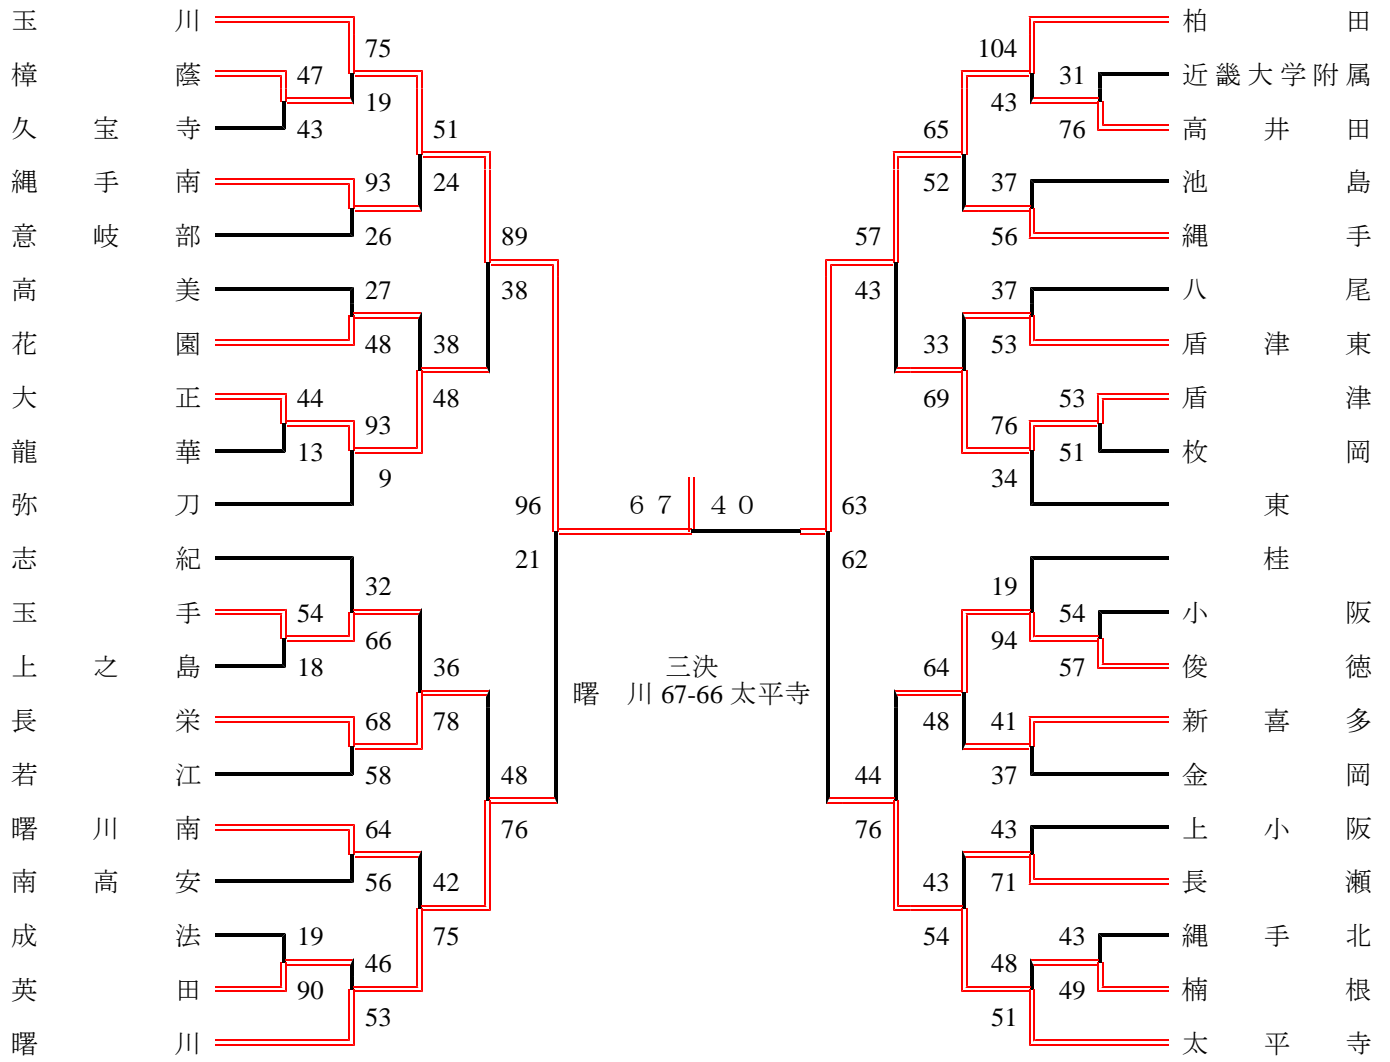 玉川
75
樟蔭
47
19
久宝寺
43
51
縄手南
93
24
意岐部
26
89
高美
27
38
花園
48
38
大正
44
48
93
龍華
13
9
弥刀
96
志紀
21
32
玉手
54
66
上之島
18
36
長栄
68
78
若江
58
48
曙川南
64
76
南高安
56
42
成法
19
75
46
英田
90
53
曙川
67 40
三決
曙 川 67-66 太平寺
柏田
104
31
近畿大学附属
43
76
高井田
65
37
池島
52
56
縄手
57
37
八尾
43
33
53
盾津東
69
53
盾津
76
51
枚岡
34
東
63
62
桂
19
54
小阪
94
57
俊徳
64
41
新喜多
48
37
金岡
44
43
上小阪
76
43
71
長瀬
54
43
縄手北
48
49
楠根
51
太平寺